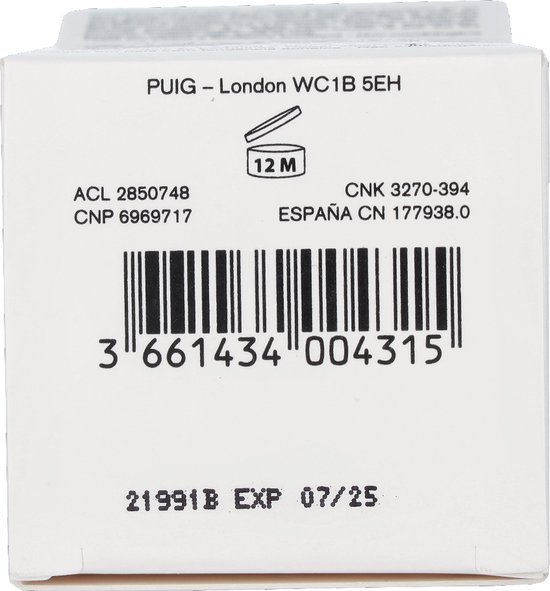 PUIG – London WC1B 5EH
12 M
ACL 2850748
CNP 6969717
CNK 3270-394
ESPAÑA CN 177938.0
3 661434 004315
21991B EXP 07/25